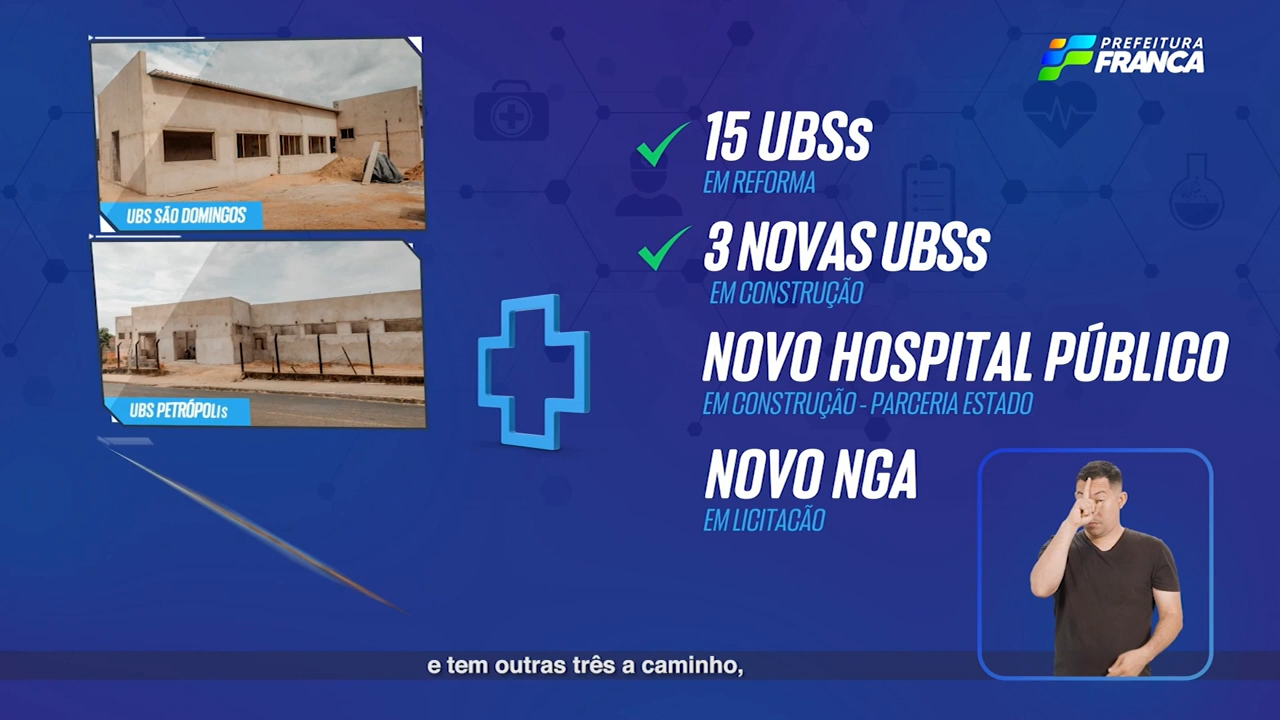 PREFEITURA
FRANCA
UBS SÃO DOMINGOS
UBS PETRÓPOLIS
15 UBSs
EM REFORMA
3 NOVAS UBSs
EM CONSTRUÇÃO
NOVO HOSPITAL PÚBLICO
EM CONSTRUÇÃO - PARCERIA ESTADO
NOVO NGA
EM LICITAÇÃO
e tem outras três a caminho,